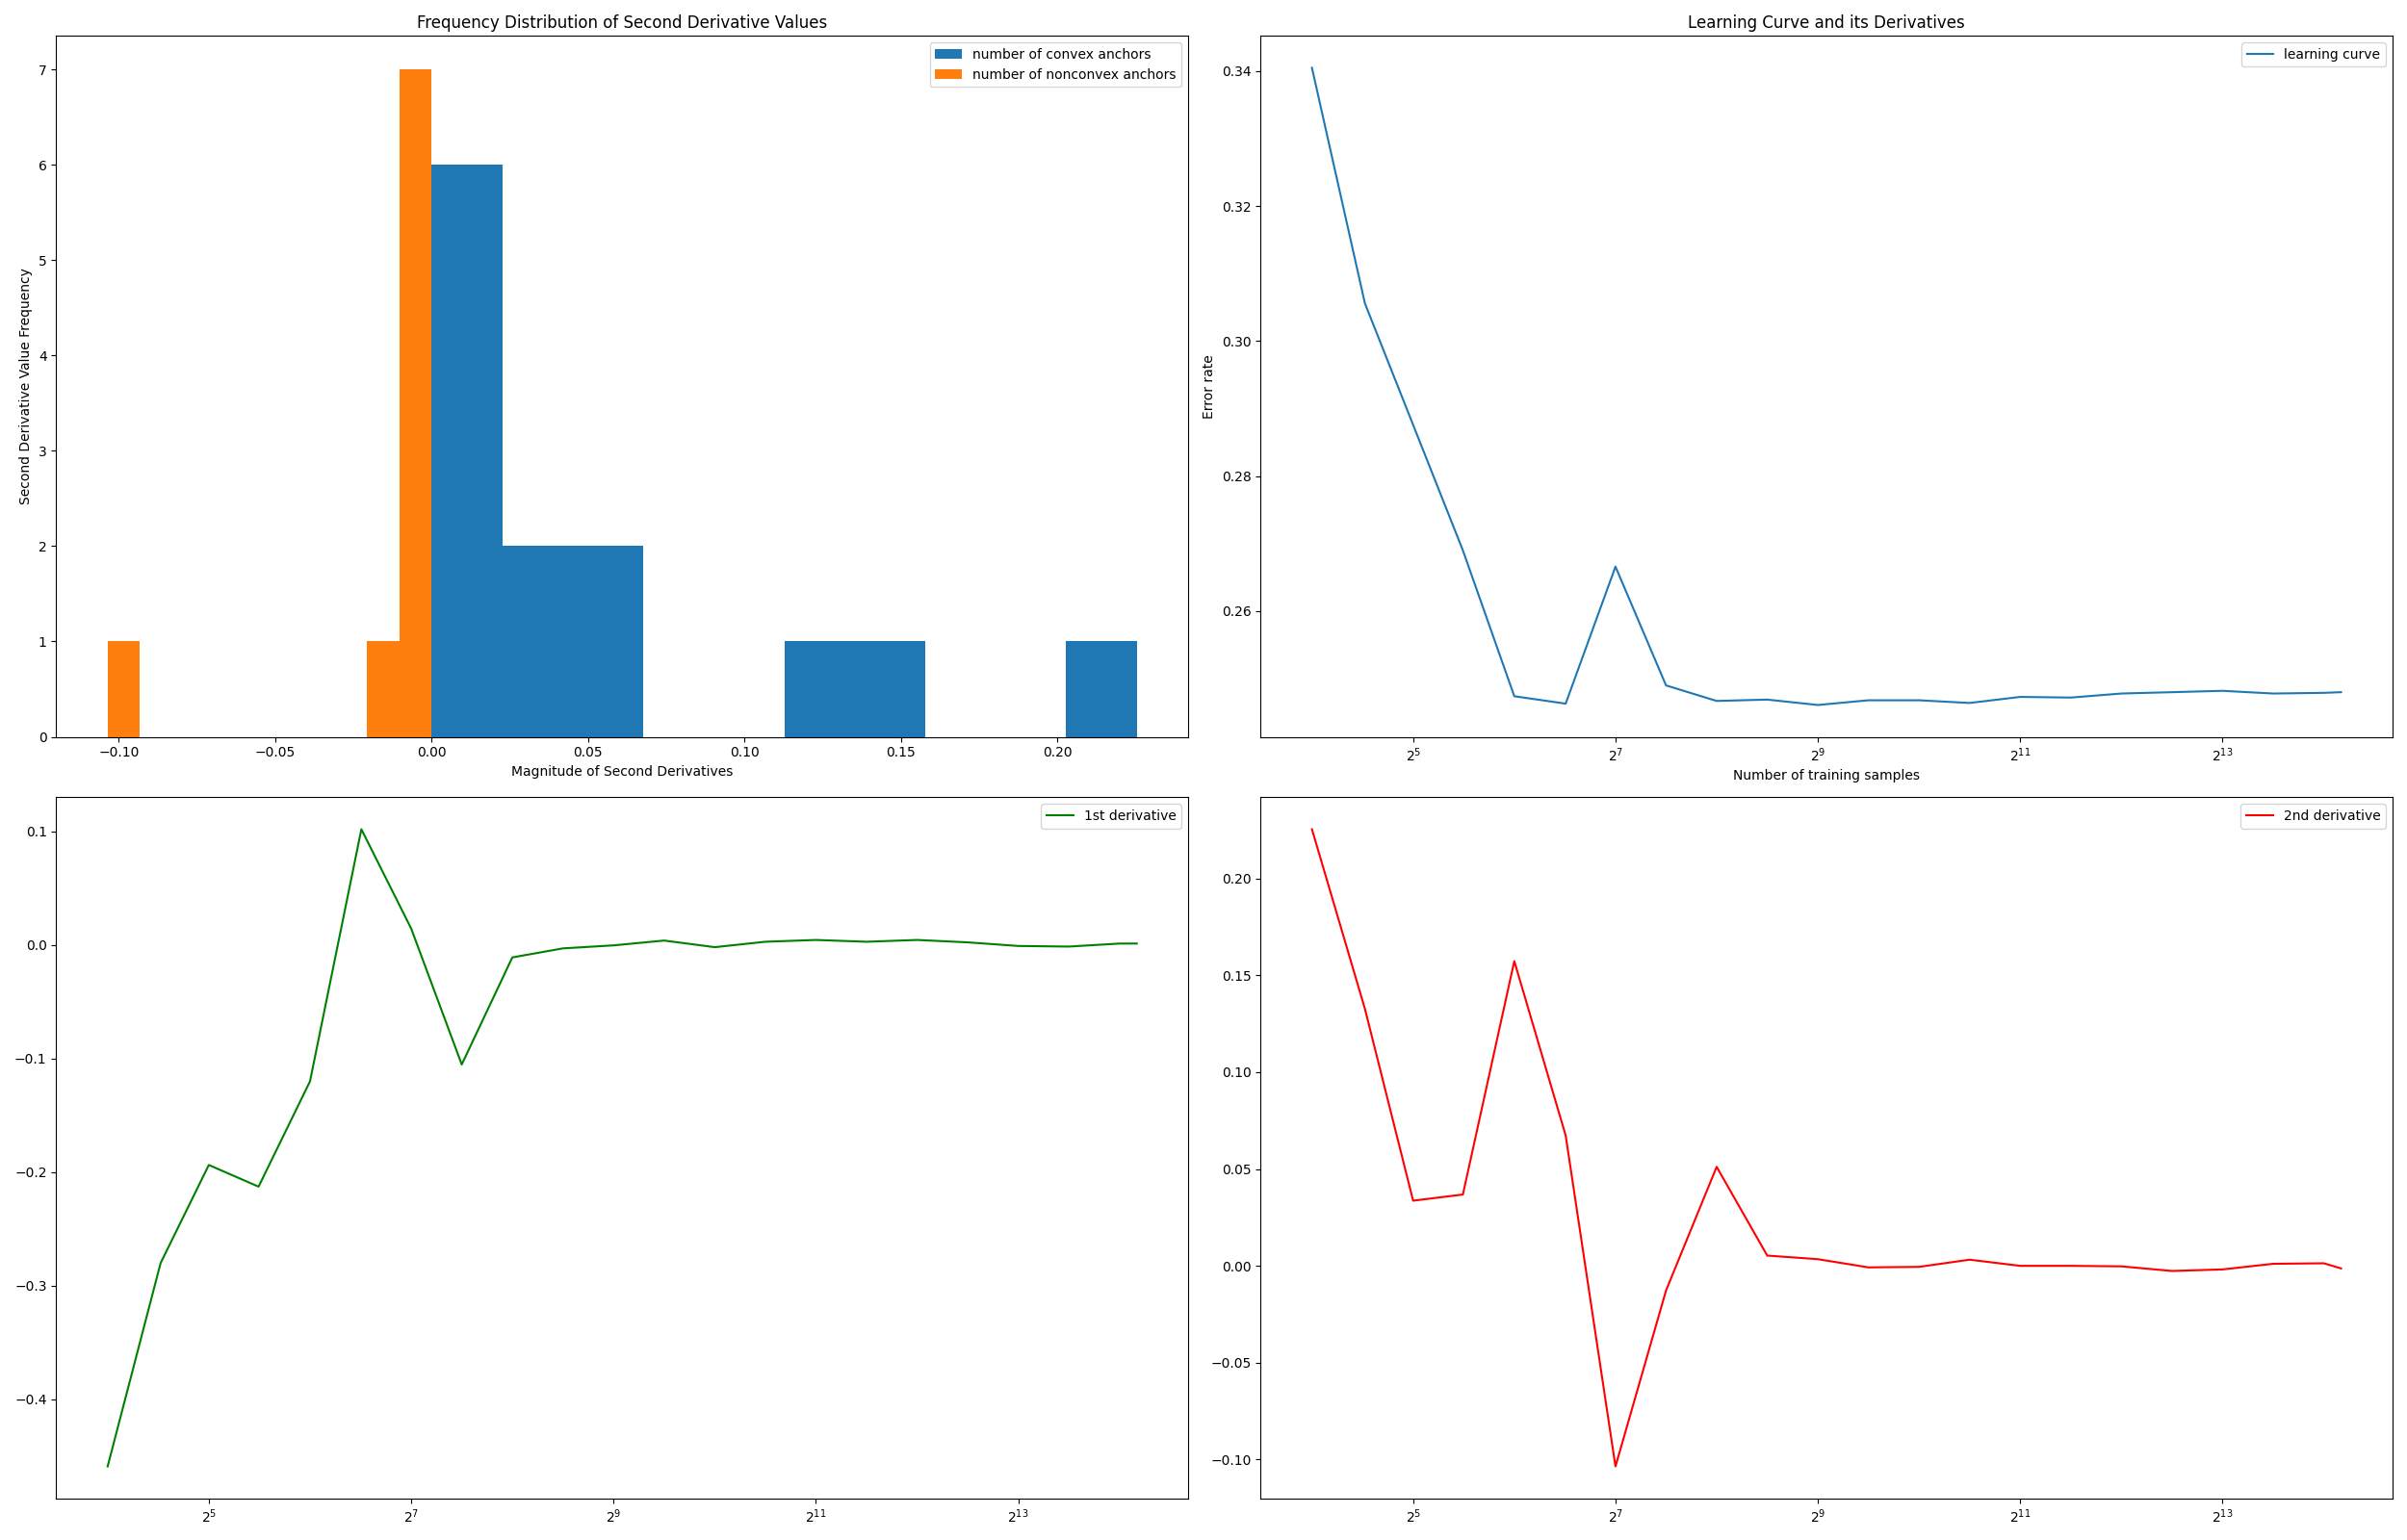 Frequency Distribution of Second Derivative Values
number of convex anchors
number of nonconvex anchors
Second Derivative Value Frequency
7
6
5
4
3
2
1
0
−0.10 −0.05 0.00 0.05 0.10 0.15 0.20
Magnitude of Second Derivatives
Learning Curve and its Derivatives
learning curve
Error rate
0.34
0.32
0.30
0.28
0.26
2^5 2^7 2^9 2^11 2^13
Number of training samples
1st derivative
0.1
0.0
−0.1
−0.2
−0.3
−0.4
2^5 2^7 2^9 2^11 2^13
2nd derivative
0.20
0.15
0.10
0.05
0.00
−0.05
−0.10
2^5 2^7 2^9 2^11 2^13